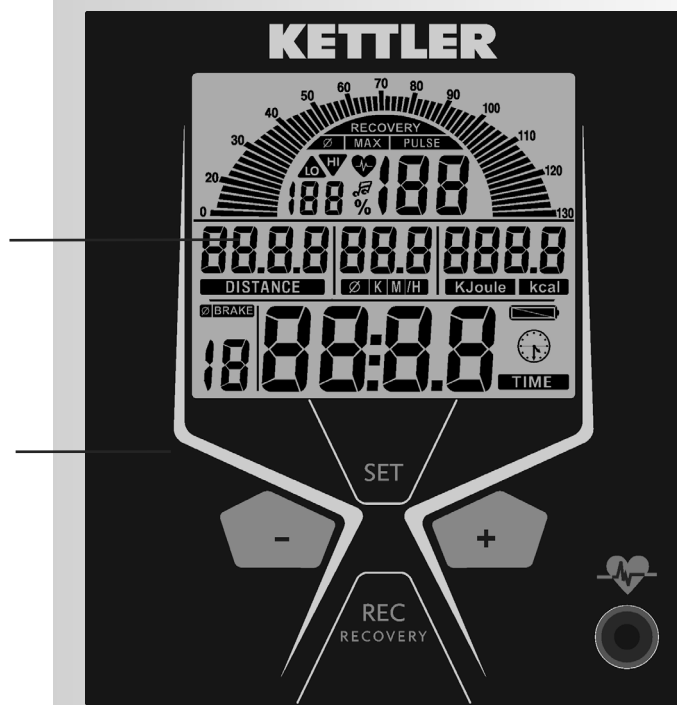 KETTLER
0 20 30 40 50 60 70 80 90 100 110 120 130
RECOVERY
Ø MAX PULSE
LO HI
188 % 188
88.8.8 88.8 888.8
DISTANCE Ø K M /H KJoule kcal
Ø BRAKE
18 88:8.8
TIME
SET
- +
REC
RECOVERY